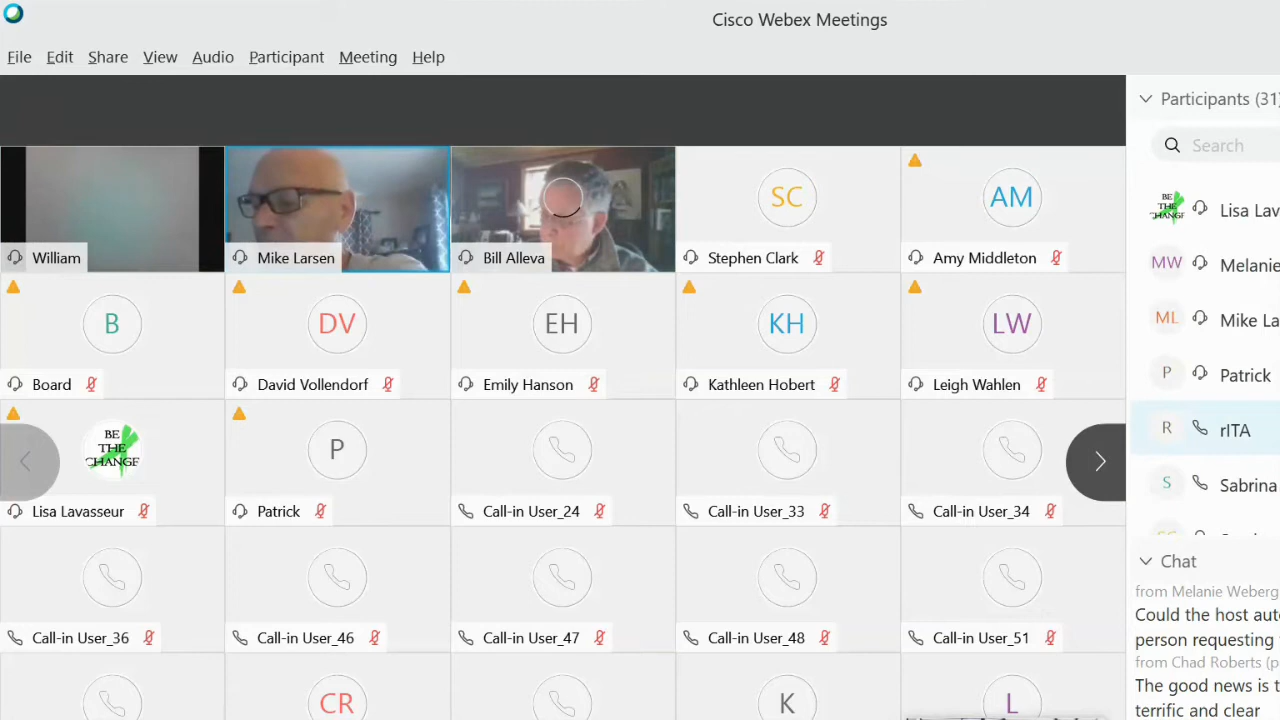 Cisco Webex Meetings
File Edit Share View Audio Participant Meeting Help
Participants (31
Search
William
Mike Larsen
Bill Alleva
SC
Stephen Clark
AM
Amy Middleton
B
Board
DV
David Vollendorf
EH
Emily Hanson
KH
Kathleen Hobert
LW
Leigh Wahlen
BE
THE
CHANGE
Lisa Lavasseur
P
Patrick
Call-in User_24
Call-in User_33
Call-in User_34
Call-in User_36
Call-in User_46
Call-in User_47
Call-in User_48
Call-in User_51
CR
K
L
BE
THE
CHANGE
Lisa Lav
MW Melanie
ML Mike La
P Patrick
R rITA
S Sabrina
Chat
from Melanie Weberg
Could the host aut
person requesting
from Chad Roberts (p
The good news is t
terrific and clear